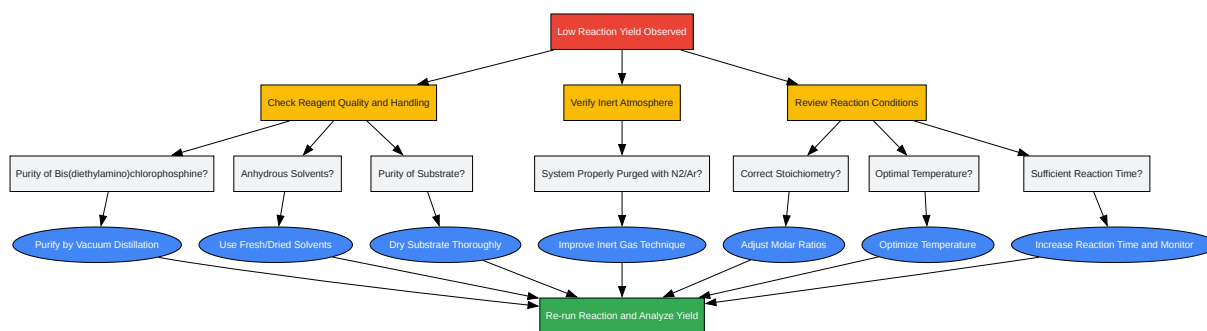 Low Reaction Yield Observed
Check Reagent Quality and Handling
Verify Inert Atmosphere
Review Reaction Conditions
Purity of Bis(diethylamino)chlorophosphine?
Anhydrous Solvents?
Purity of Substrate?
System Properly Purged with N2/Ar?
Correct Stoichiometry?
Optimal Temperature?
Sufficient Reaction Time?
Purify by Vacuum Distillation
Use Fresh/Dried Solvents
Dry Substrate Thoroughly
Improve Inert Gas Technique
Adjust Molar Ratios
Optimize Temperature
Increase Reaction Time and Monitor
Re-run Reaction and Analyze Yield